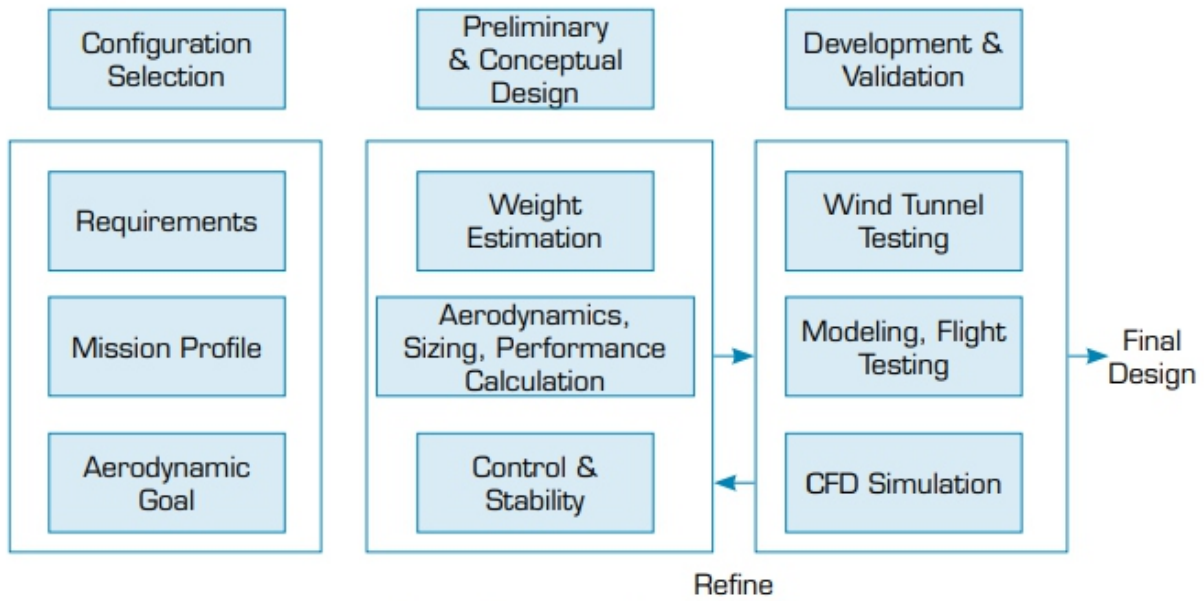 Configuration
Selection
Preliminary
& Conceptual
Design
Development &
Validation
Requirements
Weight
Estimation
Wind Tunnel
Testing
Mission Profile
Aerodynamics,
Sizing, Performance
Calculation
Modeling, Flight
Testing
Final
Design
Aerodynamic
Goal
Control &
Stability
CFD Simulation
Refine